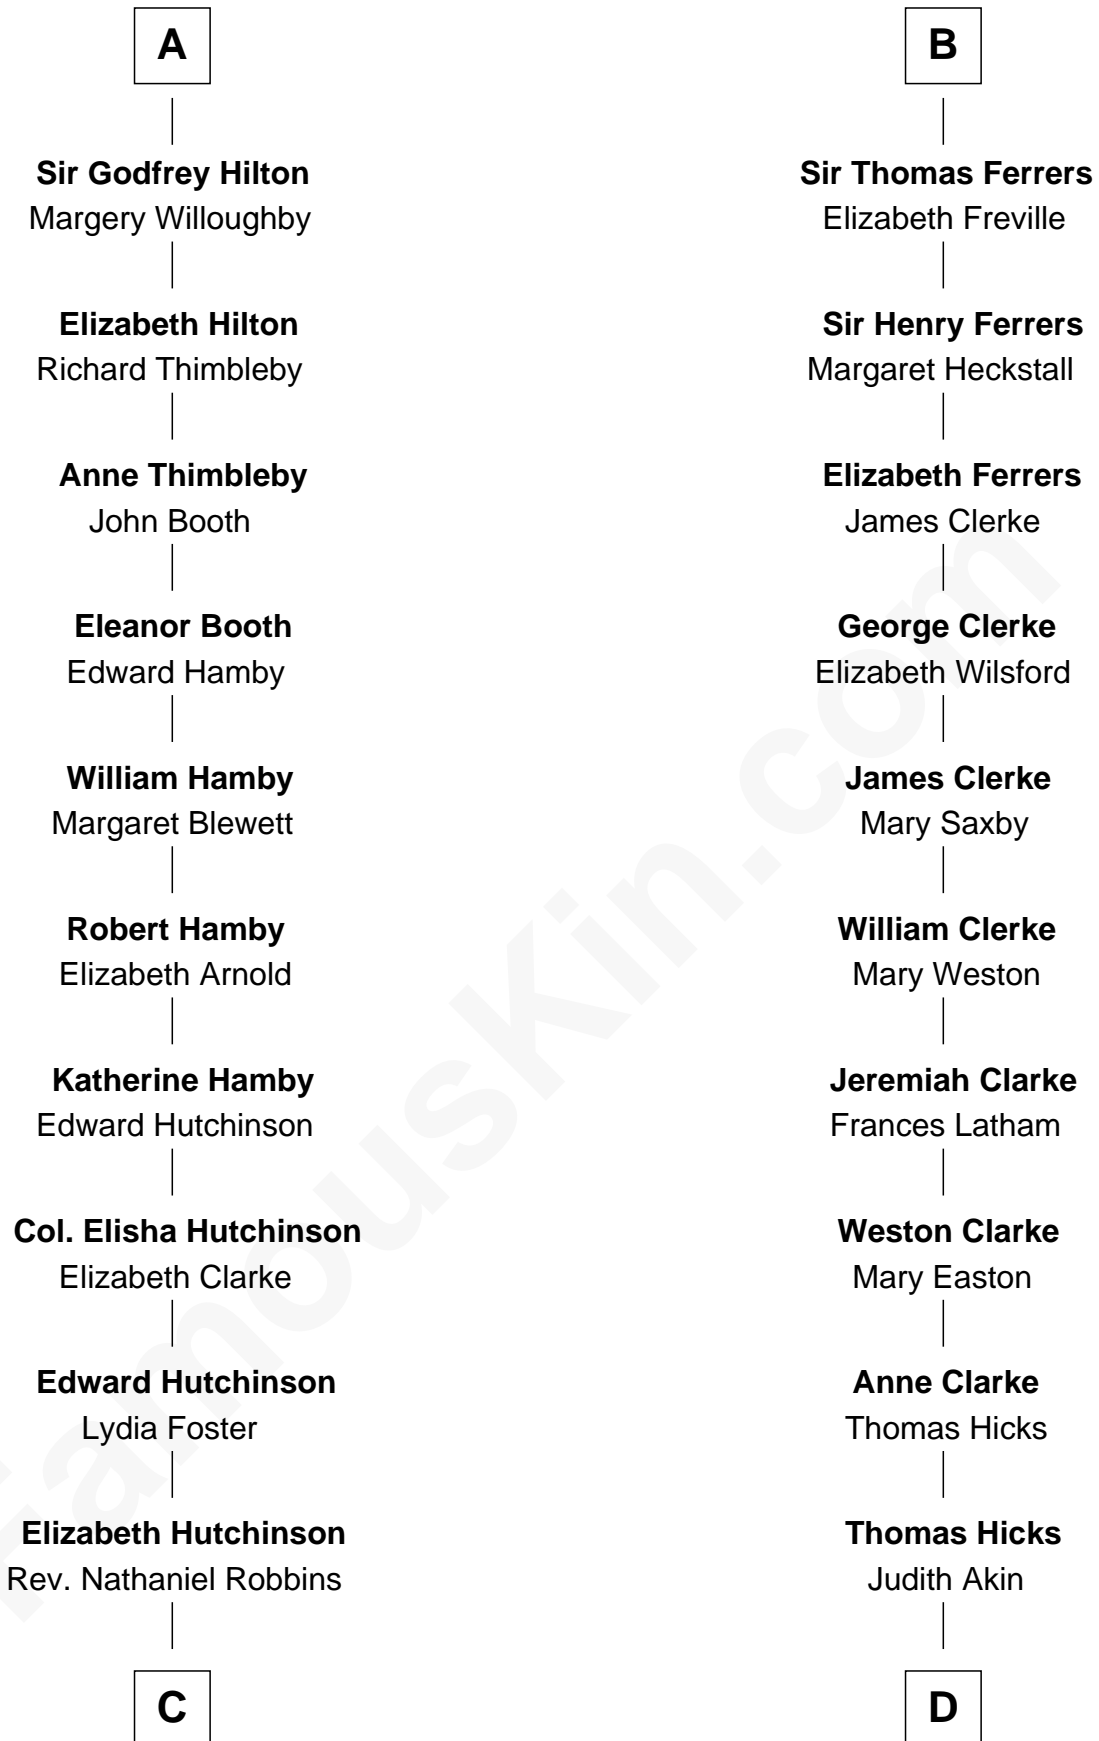 A
Sir Godfrey Hilton
Margery Willoughby
Elizabeth Hilton
Richard Thimbleby
Anne Thimbleby
John Booth
Eleanor Booth
Edward Hamby
William Hamby
Margaret Blewett
Robert Hamby
Elizabeth Arnold
Katherine Hamby
Edward Hutchinson
Col. Elisha Hutchinson
Elizabeth Clarke
Edward Hutchinson
Lydia Foster
Elizabeth Hutchinson
Rev. Nathaniel Robbins
C
B
Sir Thomas Ferrers
Elizabeth Freville
Sir Henry Ferrers
Margaret Heckstall
Elizabeth Ferrers
James Clerke
George Clerke
Elizabeth Wilsford
James Clerke
Mary Saxby
William Clerke
Mary Weston
Jeremiah Clarke
Frances Latham
Weston Clarke
Mary Easton
Anne Clarke
Thomas Hicks
Thomas Hicks
Judith Akin
D
FamousKin.com